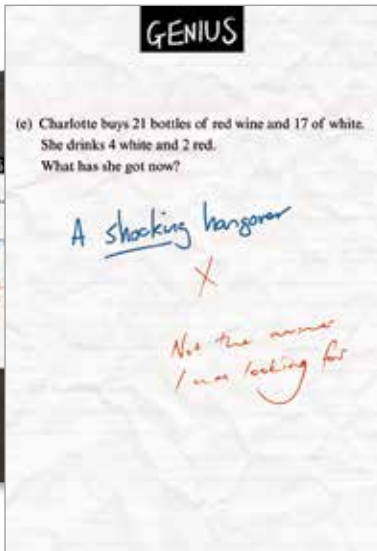 GENIUS
(e) Charlotte buys 21 bottles of red wine and 17 of white.
She drinks 4 white and 2 red.
What has she got now?
A shocking hangover
X
Not the answer
I was looking for